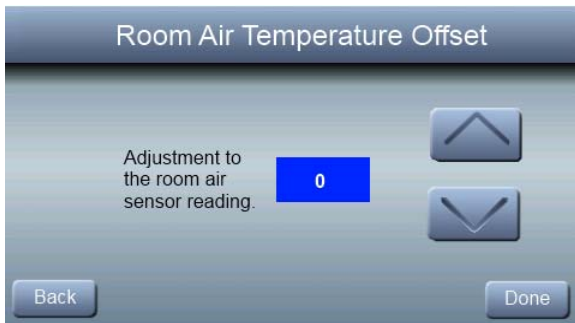 Room Air Temperature Offset
Adjustment to
the room air
sensor reading.
0
Back
Done